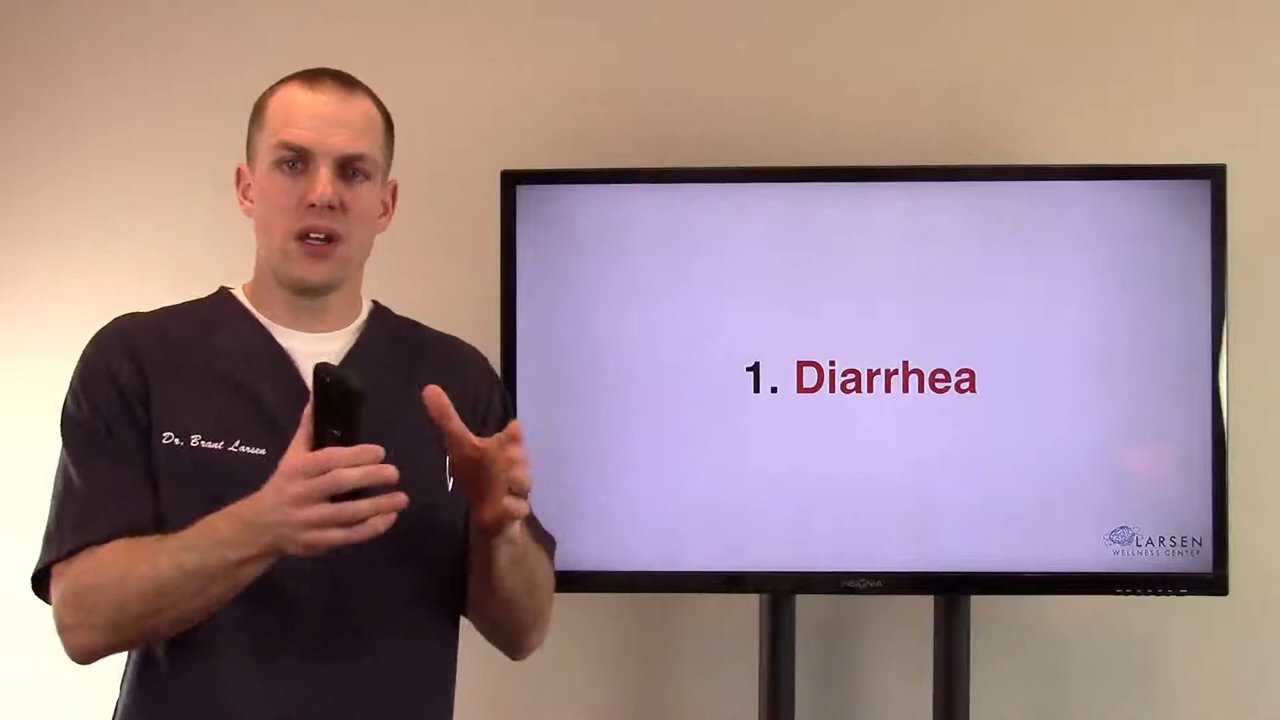 Dr. Brant Larsen
1. Diarrhea
LARSEN
WELLNESS CENTER
INSIGNIA